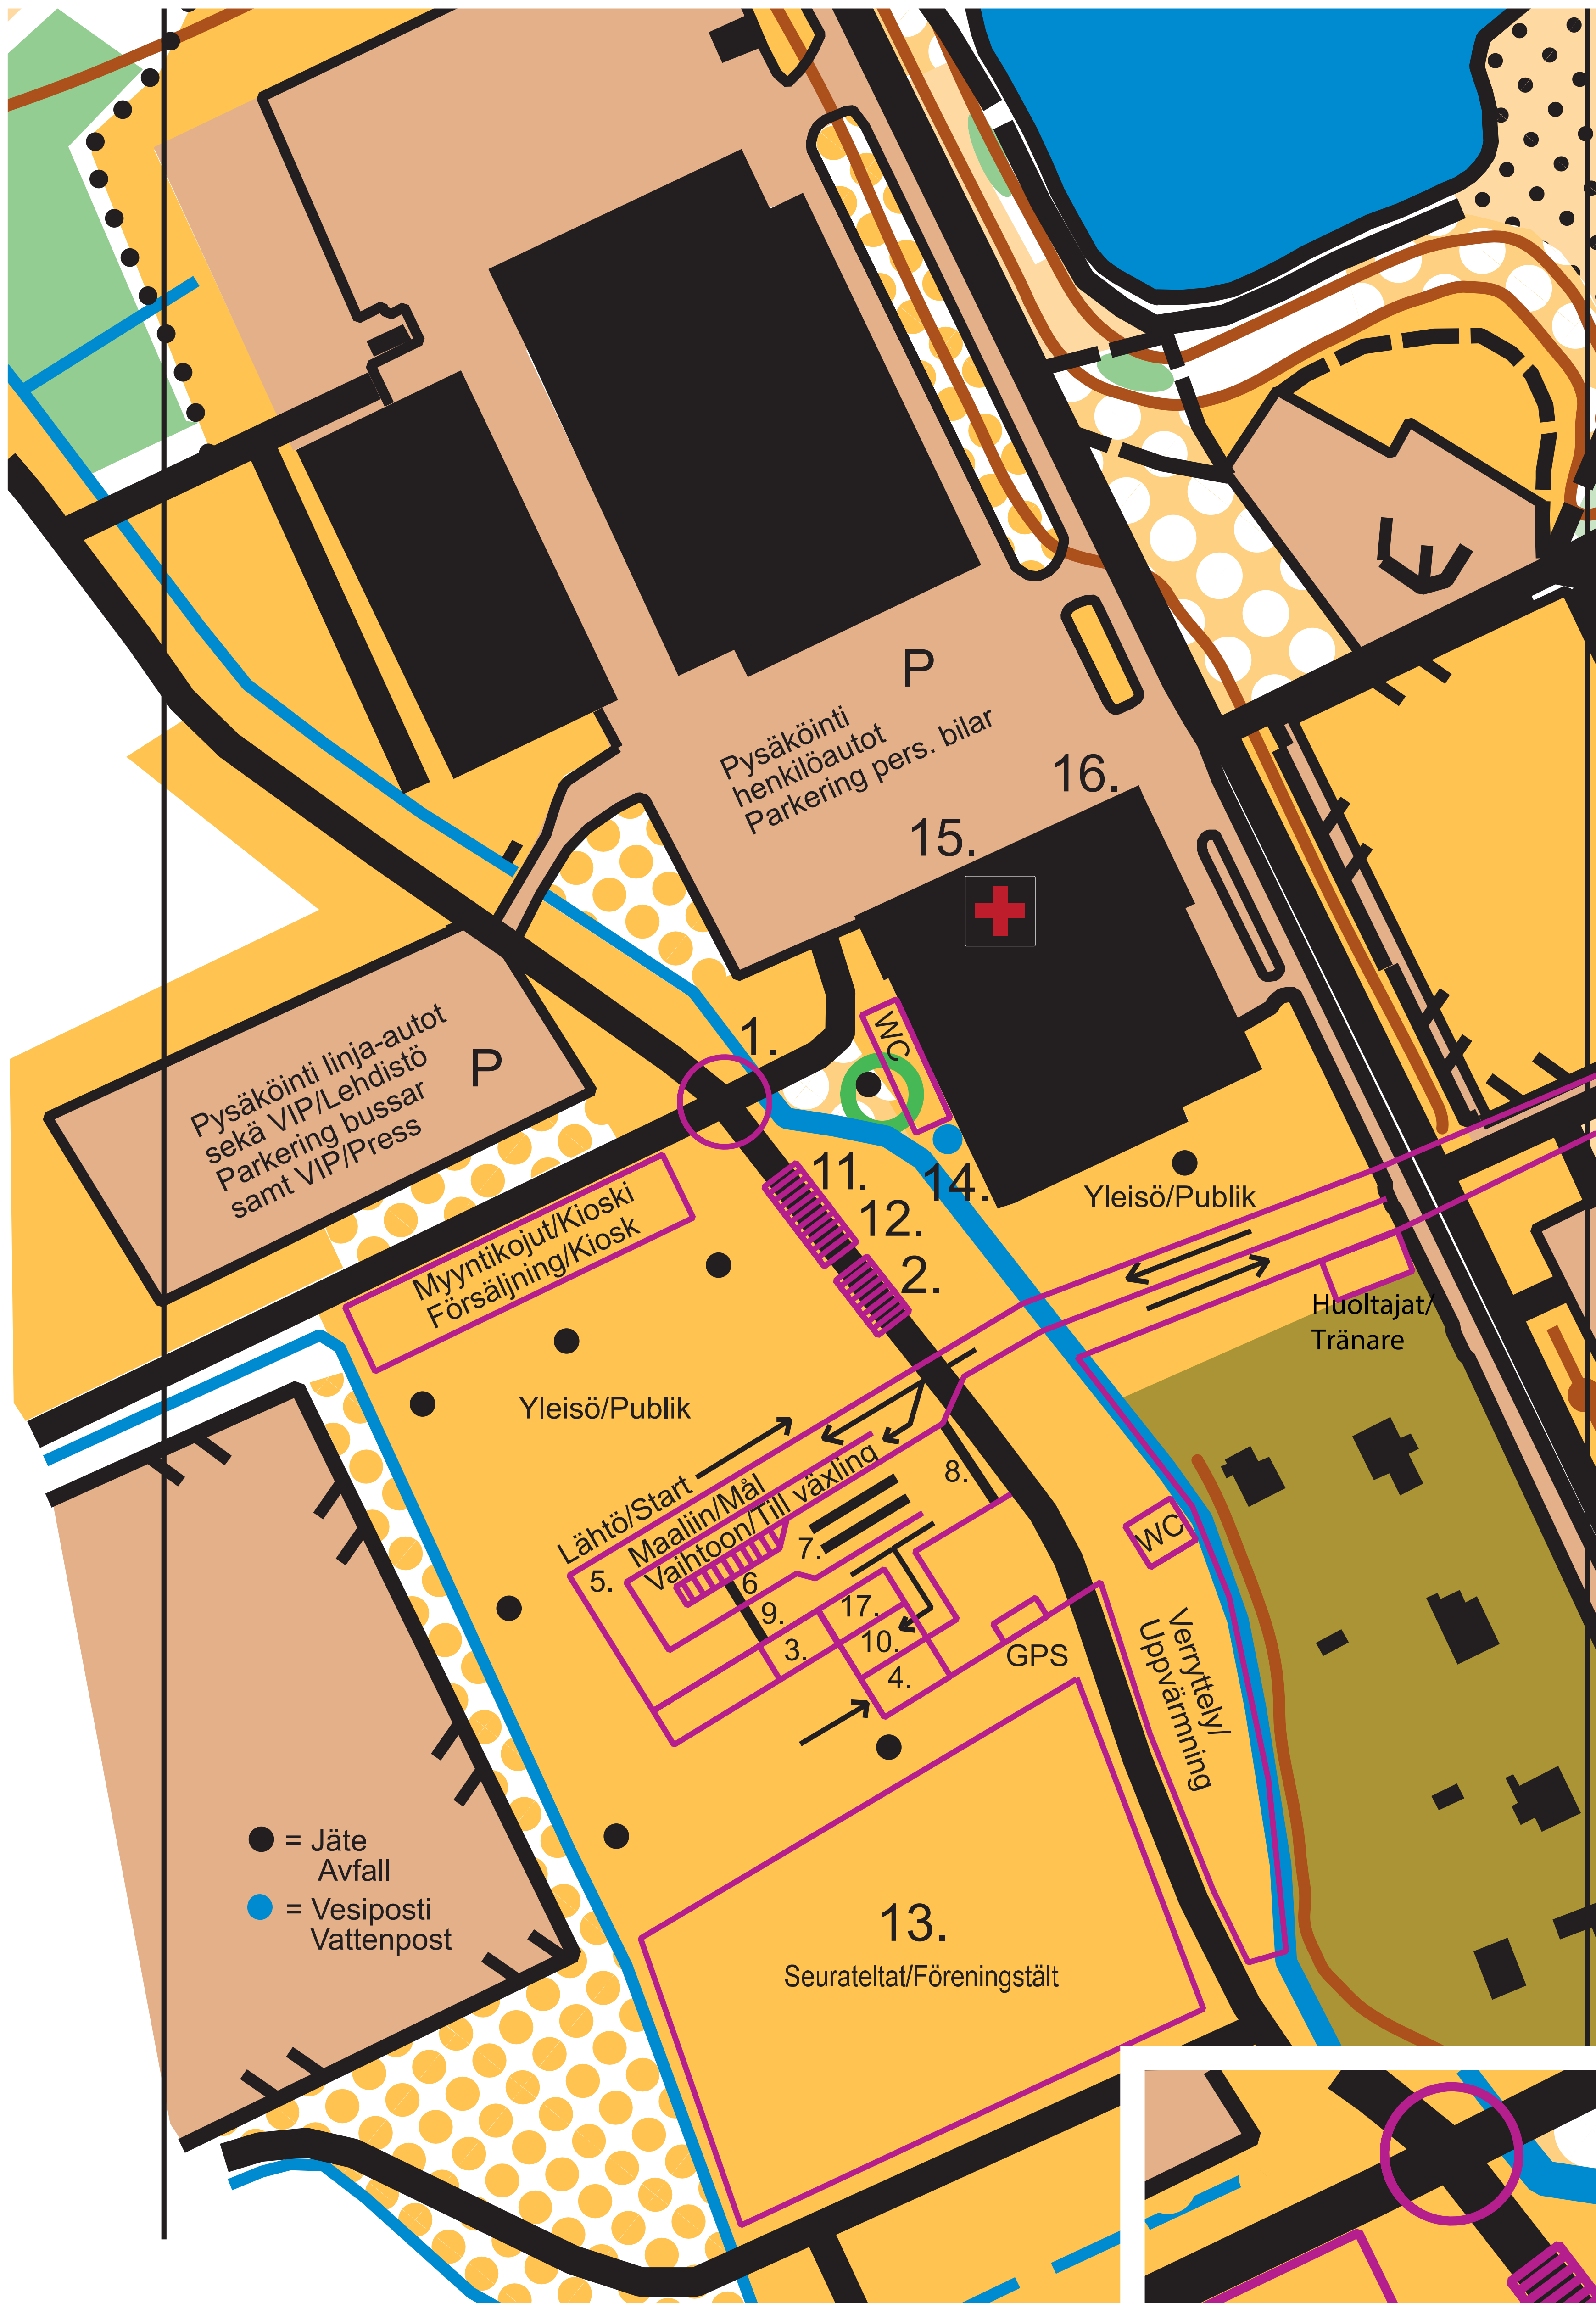 P
Pysäköinti
henkilöautot
Parkering pers. bilar
16.
15.
1.
WC
Pysäköinti linja-autot
sekä VIP/Lehdistö
Parkering bussar
samt VIP/Press
P
11.
14.
12.
2.
Yleisö/Publik
Myyntikojut/Kioski
Försäljning/Kiosk
Huoltajat/
Tränare
Yleisö/Publik
Lähtö/Start
Maaliin/Mål
Vaihtoon/Till växling
8.
7.
5.
6.
9.
17.
3.
10.
4.
WC
GPS
Verryttely/
Uppvärmning
= Jäte
Avfall
= Vesiposti
Vattenpost
13.
Seurateltat/Föreningstält